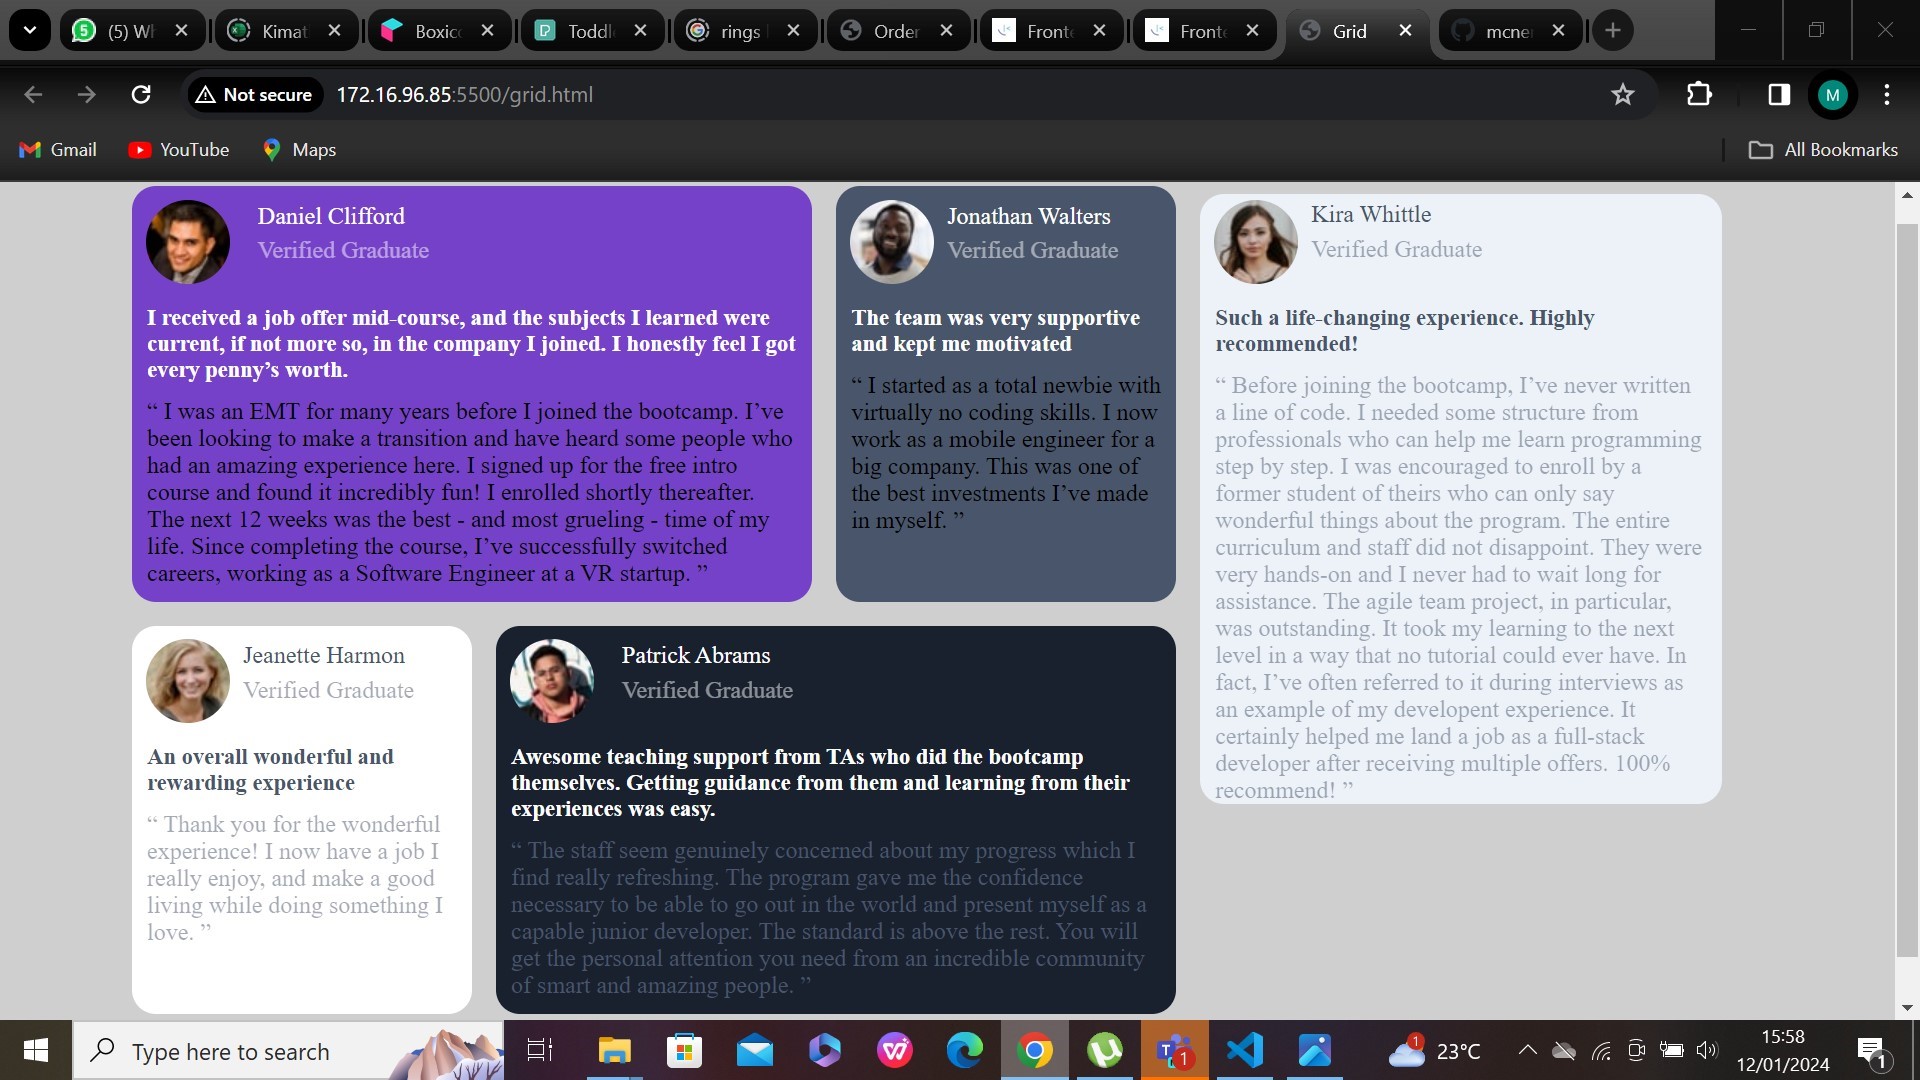 (5) W
Kimat
Boxic
Toddl
rings
Order
Fronte
Fronte
Grid
mcne
Not secure
172.16.96.85:5500/grid.html
M
Gmail
YouTube
Maps
All Bookmarks
Daniel Clifford
Verified Graduate
I received a job offer mid-course, and the subjects I learned were
current, if not more so, in the company I joined. I honestly feel I got
every penny’s worth.
“ I was an EMT for many years before I joined the bootcamp. I’ve
been looking to make a transition and have heard some people who
had an amazing experience here. I signed up for the free intro
course and found it incredibly fun! I enrolled shortly thereafter.
The next 12 weeks was the best - and most grueling - time of my
life. Since completing the course, I’ve successfully switched
careers, working as a Software Engineer at a VR startup. ”
Jonathan Walters
Verified Graduate
The team was very supportive
and kept me motivated
“ I started as a total newbie with
virtually no coding skills. I now
work as a mobile engineer for a
big company. This was one of
the best investments I’ve made
in myself. ”
Kira Whittle
Verified Graduate
Such a life-changing experience. Highly
recommended!
“ Before joining the bootcamp, I’ve never written
a line of code. I needed some structure from
professionals who can help me learn programming
step by step. I was encouraged to enroll by a
former student of theirs who can only say
wonderful things about the program. The entire
curriculum and staff did not disappoint. They were
very hands-on and I never had to wait long for
assistance. The agile team project, in particular,
was outstanding. It took my learning to the next
level in a way that no tutorial could ever have. In
fact, I’ve often referred to it during interviews as
an example of my developent experience. It
certainly helped me land a job as a full-stack
developer after receiving multiple offers. 100%
recommend! ”
Jeanette Harmon
Verified Graduate
An overall wonderful and
rewarding experience
“ Thank you for the wonderful
experience! I now have a job I
really enjoy, and make a good
living while doing something I
love. ”
Patrick Abrams
Verified Graduate
Awesome teaching support from TAs who did the bootcamp
themselves. Getting guidance from them and learning from their
experiences was easy.
“ The staff seem genuinely concerned about my progress which I
find really refreshing. The program gave me the confidence
necessary to be able to go out in the world and present myself as a
capable junior developer. The standard is above the rest. You will
get the personal attention you need from an incredible community
of smart and amazing people. ”
Type here to search
1
1
23°C
15:58
12/01/2024
1